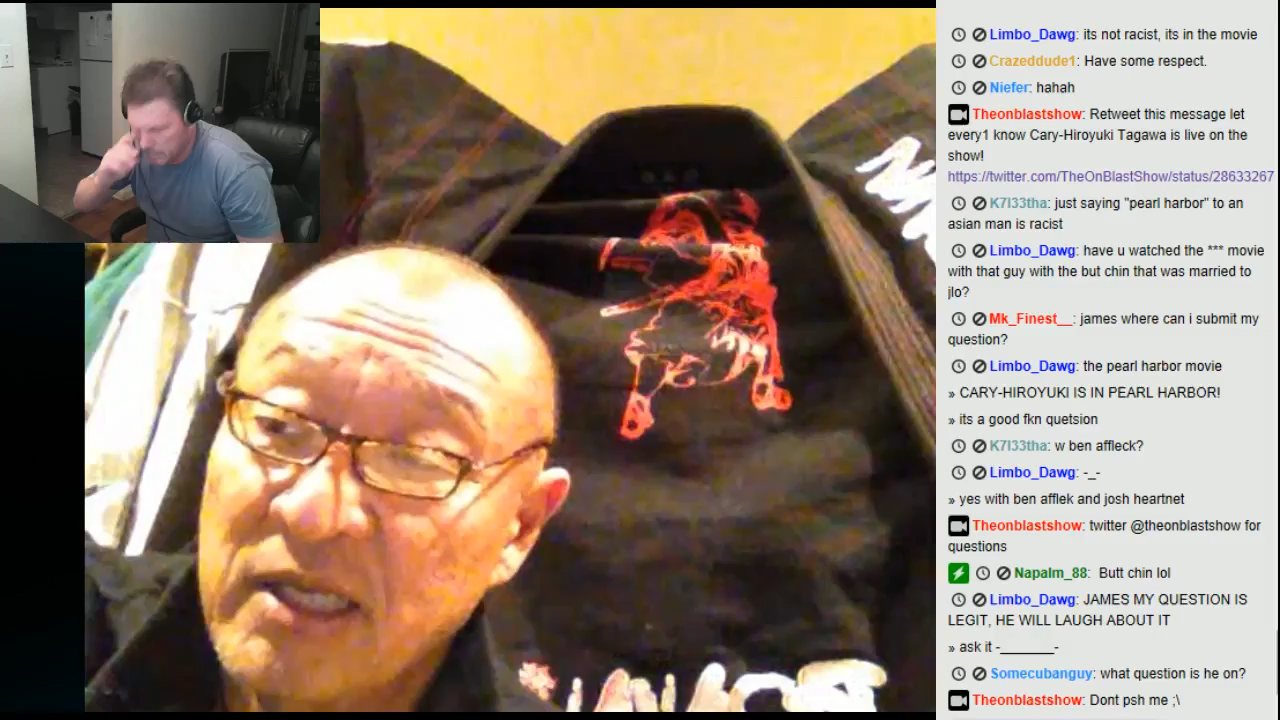 Limbo_Dawg: its not racist, its in the movie
Crazeddude1: Have some respect.
Niefer: hahah
Theonblastshow: Retweet this message let
every1 know Cary-Hiroyuki Tagawa is live on the
show!
https://twitter.com/TheOnBlastShow/status/28633267
K7l33tha: just saying "pearl harbor" to an
asian man is racist
Limbo_Dawg: have u watched the *** movie
with that guy with the but chin that was married to
jlo?
Mk_Finest__: james where can i submit my
question?
Limbo_Dawg: the pearl harbor movie
» CARY-HIROYUKI IS IN PEARL HARBOR!
» its a good fkn quetsion
K7l33tha: w ben affleck?
Limbo_Dawg: -_-
» yes with ben afflek and josh heartnet
Theonblastshow: twitter @theonblastshow for
questions
Napalm_88: Butt chin lol
Limbo_Dawg: JAMES MY QUESTION IS
LEGIT, HE WILL LAUGH ABOUT IT
» ask it -_______-
Somecubanguy: what question is he on?
Theonblastshow: Dont psh me ;\